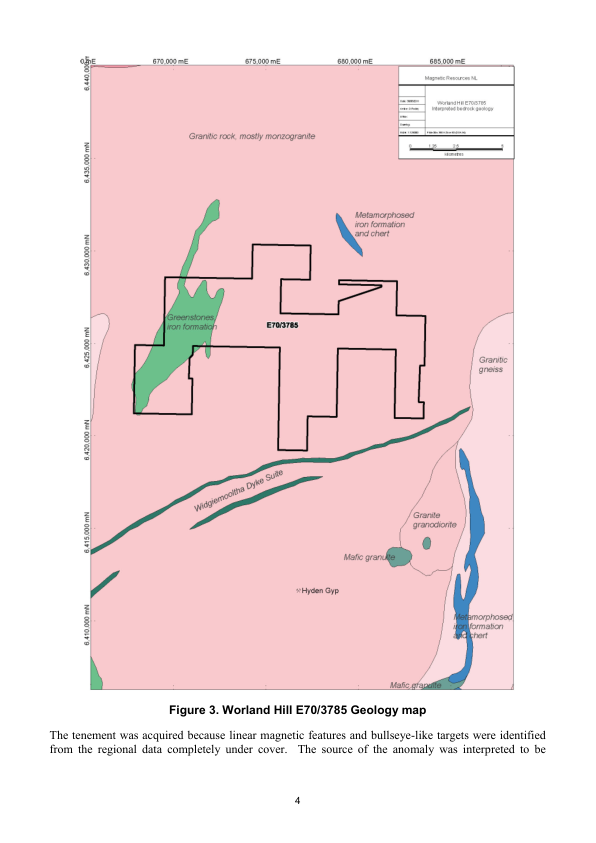 670,000 mE
675,000 mE
680,000 mE
685,000 mE
6,440,000 mN
Magnetic Resources NL
Worland Hill E70/3785
Interpreted bedrock geology
0
1.25
2.5
5
kilometres
Granitic rock, mostly monzogranite
6,435,000 mN
Metamorphosed
iron formation
and chert
6,430,000 mN
Greenstones,
iron formation
E70/3785
6,425,000 mN
Granitic
gneiss
6,420,000 mN
Widgiemooltha Dyke Suite
6,415,000 mN
Granite
granodiorite
Mafic granulite
Hyden Gyp
6,410,000 mN
Metamorphosed
iron formation
and chert
Mafic granulite
Figure 3. Worland Hill E70/3785 Geology map
The tenement was acquired because linear magnetic features and bullseye-like targets were identified
from the regional data completely under cover. The source of the anomaly was interpreted to be
4